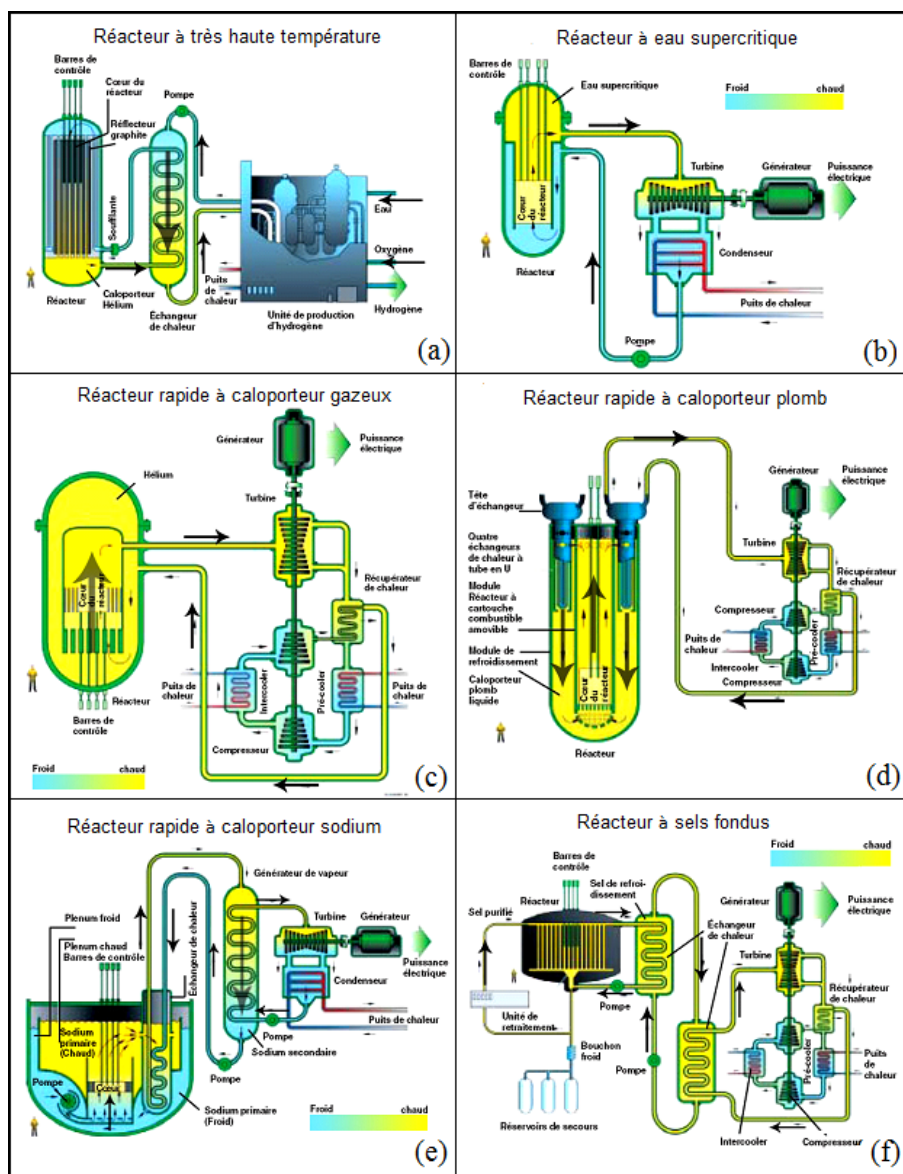 Réacteur à très haute température
Barres de
contrôle
Cœur du
réacteur
Pompe
Réflecteur
graphite
Soufflante
Eau
Oxygène
Puits
de
chaleur
Hydrogène
Caloporteur
Hélium
Réacteur
Échangeur
de chaleur
Unité de production
d'hydrogène
(a)
Réacteur à eau supercritique
Barres de
contrôle
Eau supercritique
Froid
chaud
Turbine
Générateur
Puissance
électrique
Cœur
du
réacteur
Condenseur
Réacteur
Puits de chaleur
Pompe
(b)
Réacteur rapide à caloporteur gazeux
Générateur
Puissance
électrique
Hélium
Turbine
Récupérateur
de chaleur
Cœur
du
réacteur
Puits de
chaleur
Intercooler
Pré-cooler
Puits de
chaleur
Réacteur
Barres de
contrôle
Compresseur
Froid
chaud
(c)
Réacteur rapide à caloporteur plomb
Générateur
Puissance
électrique
Tête
d'échangeur
Turbine
Quatre
échangeurs
de chaleur à
tube en U
Récupérateur
de chaleur
Module
Réacteur à
cartouche
combustible
amovible
Compresseur
Puits de
chaleur
Pré-cooler
Module de
refroidissement
Intercooler
Caloporteur
plomb
liquide
Compresseur
Cœur
du
réacteur
Réacteur
(d)
Réacteur rapide à caloporteur sodium
Générateur de vapeur
Plenum froid
Échangeur de chaleur
Turbine
Générateur
Plenum chaud
Barres de contrôle
Puissance
électrique
Condenseur
Sodium
primaire
(Chaud)
Puits de chaleur
Pompe
Sodium secondaire
Pompe
Cœur
Pompe
Sodium primaire
(Froid)
Froid
chaud
(e)
Réacteur à sels fondus
Froid
chaud
Barres de
contrôle
Réacteur
Sel de refroi-
dissement
Générateur
Puissance
électrique
Sel purifié
Échangeur
de chaleur
Turbine
Récupérateur
de chaleur
Pompe
Unité de
retraitement
Bouchon
froid
Pompe
Pré-cooler
Puits
de
chaleur
Réservoirs de secours
Intercooler
Compresseur
(f)